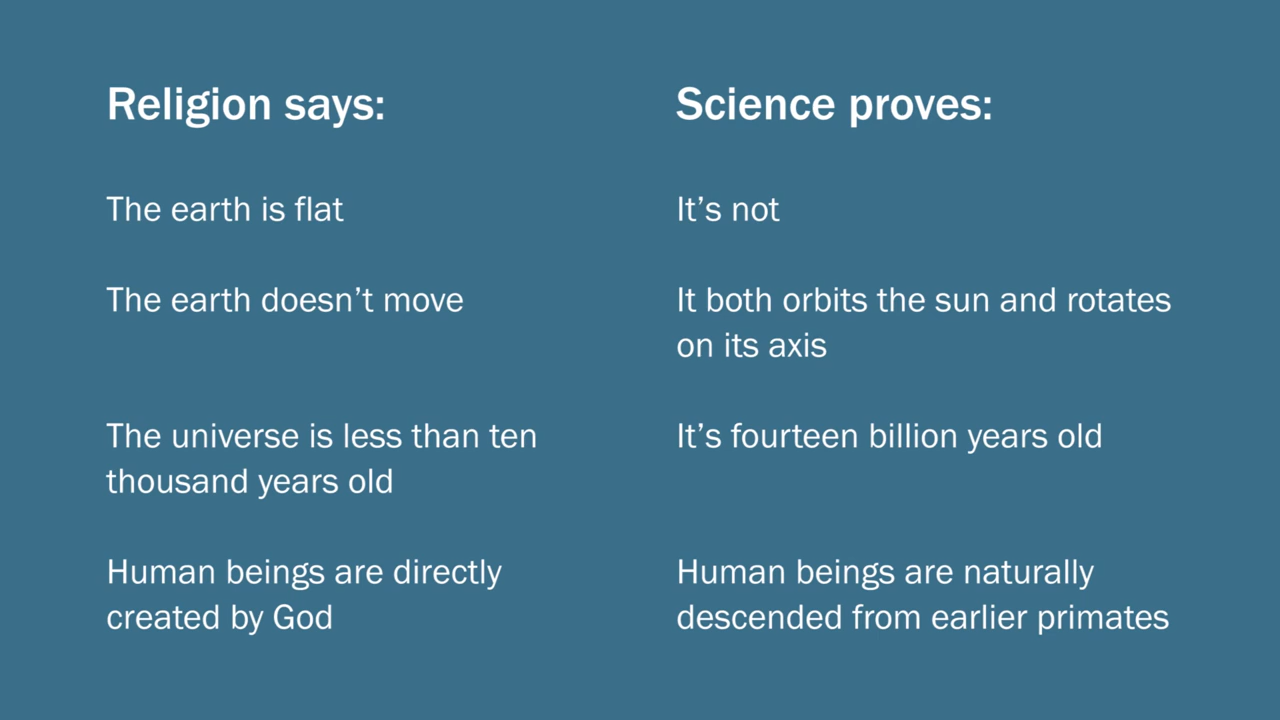 Religion says:
The earth is flat
The earth doesn’t move
The universe is less than ten
thousand years old
Human beings are directly
created by God
Science proves:
It’s not
It both orbits the sun and rotates
on its axis
It’s fourteen billion years old
Human beings are naturally
descended from earlier primates